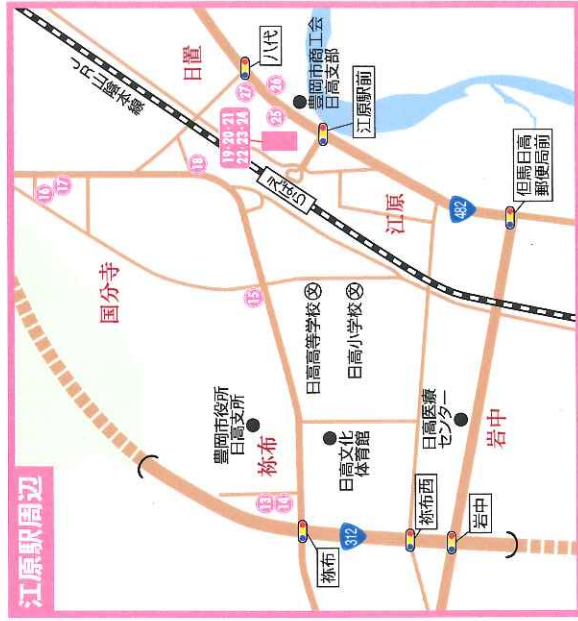 江原駅周辺
JR山陰本線
日置
八代
16
17
18
19・20・21
22・23・24
27
26
25
豊岡市商工会
日高支部
江原駅前
国分寺
えばら
江原
482
但馬日高
郵便局前
15
日高高等学校
文
日高小学校
文
豊岡市役所
日高支所
祢布
日高文化
体育館
日高医療
センター
岩中
13
14
祢布
312
祢布西
岩中